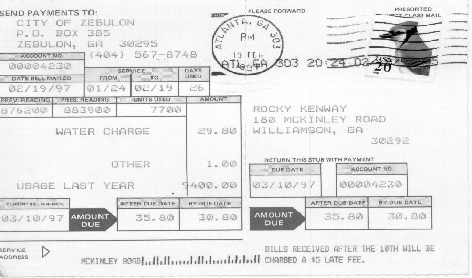 SEND PAYMENTS TO:
CITY OF ZEBULON
P.O. BOX 385
ZEBULON, GA 30295
(404) 567-8748
ACCOUNT NO.
00004230
DATE BILL MAILED
02/19/97
SERVICE
FROM TO
01/24 02/19
DAYS USED
26
PREV. READING PRES. READING UNITS USED AMOUNT
876200 883900 7700
WATER CHARGE 29.80
OTHER 1.00
USAGE LAST YEAR 9400.00
AFTER DUE DATE BY DUE DATE
03/10/97 AMOUNT DUE 35.80 30.80
SERVICE ADDRESS
MCKINLEY ROAD
PLEASE FORWARD
PRESORTED
FIRST CLASS MAIL
ATLANTA, GA 303
PM
19 FEB
1997
ATL GA 303 20 24 02
USA 20
ROCKY KENWAY
180 MCKINLEY ROAD
WILLIAMSON, GA
30292
RETURN THIS STUB WITH PAYMENT
DUE DATE ACCOUNT NO.
03/10/97 00004230
AFTER DUE DATE BY DUE DATE
AMOUNT DUE 35.80 30.80
BILLS RECEIVED AFTER THE 10TH WILL BE
CHARGED A $5 LATE FEE.